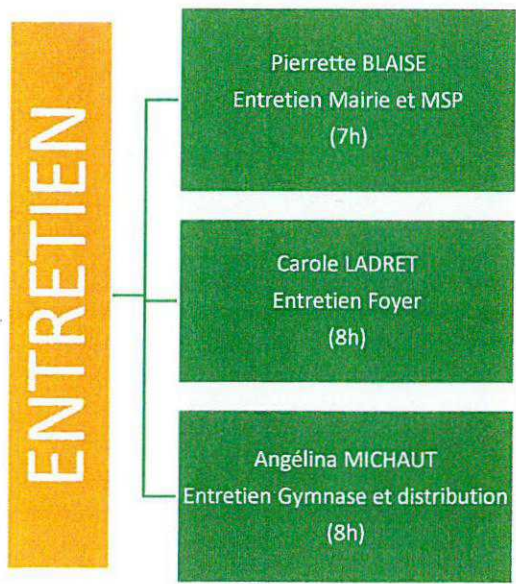 ENTRETIEN
Pierrette BLAISE
Entretien Mairie et MSP
(7h)
Carole LADRET
Entretien Foyer
(8h)
Angélina MICHAUT
Entretien Gymnase et distribution
(8h)